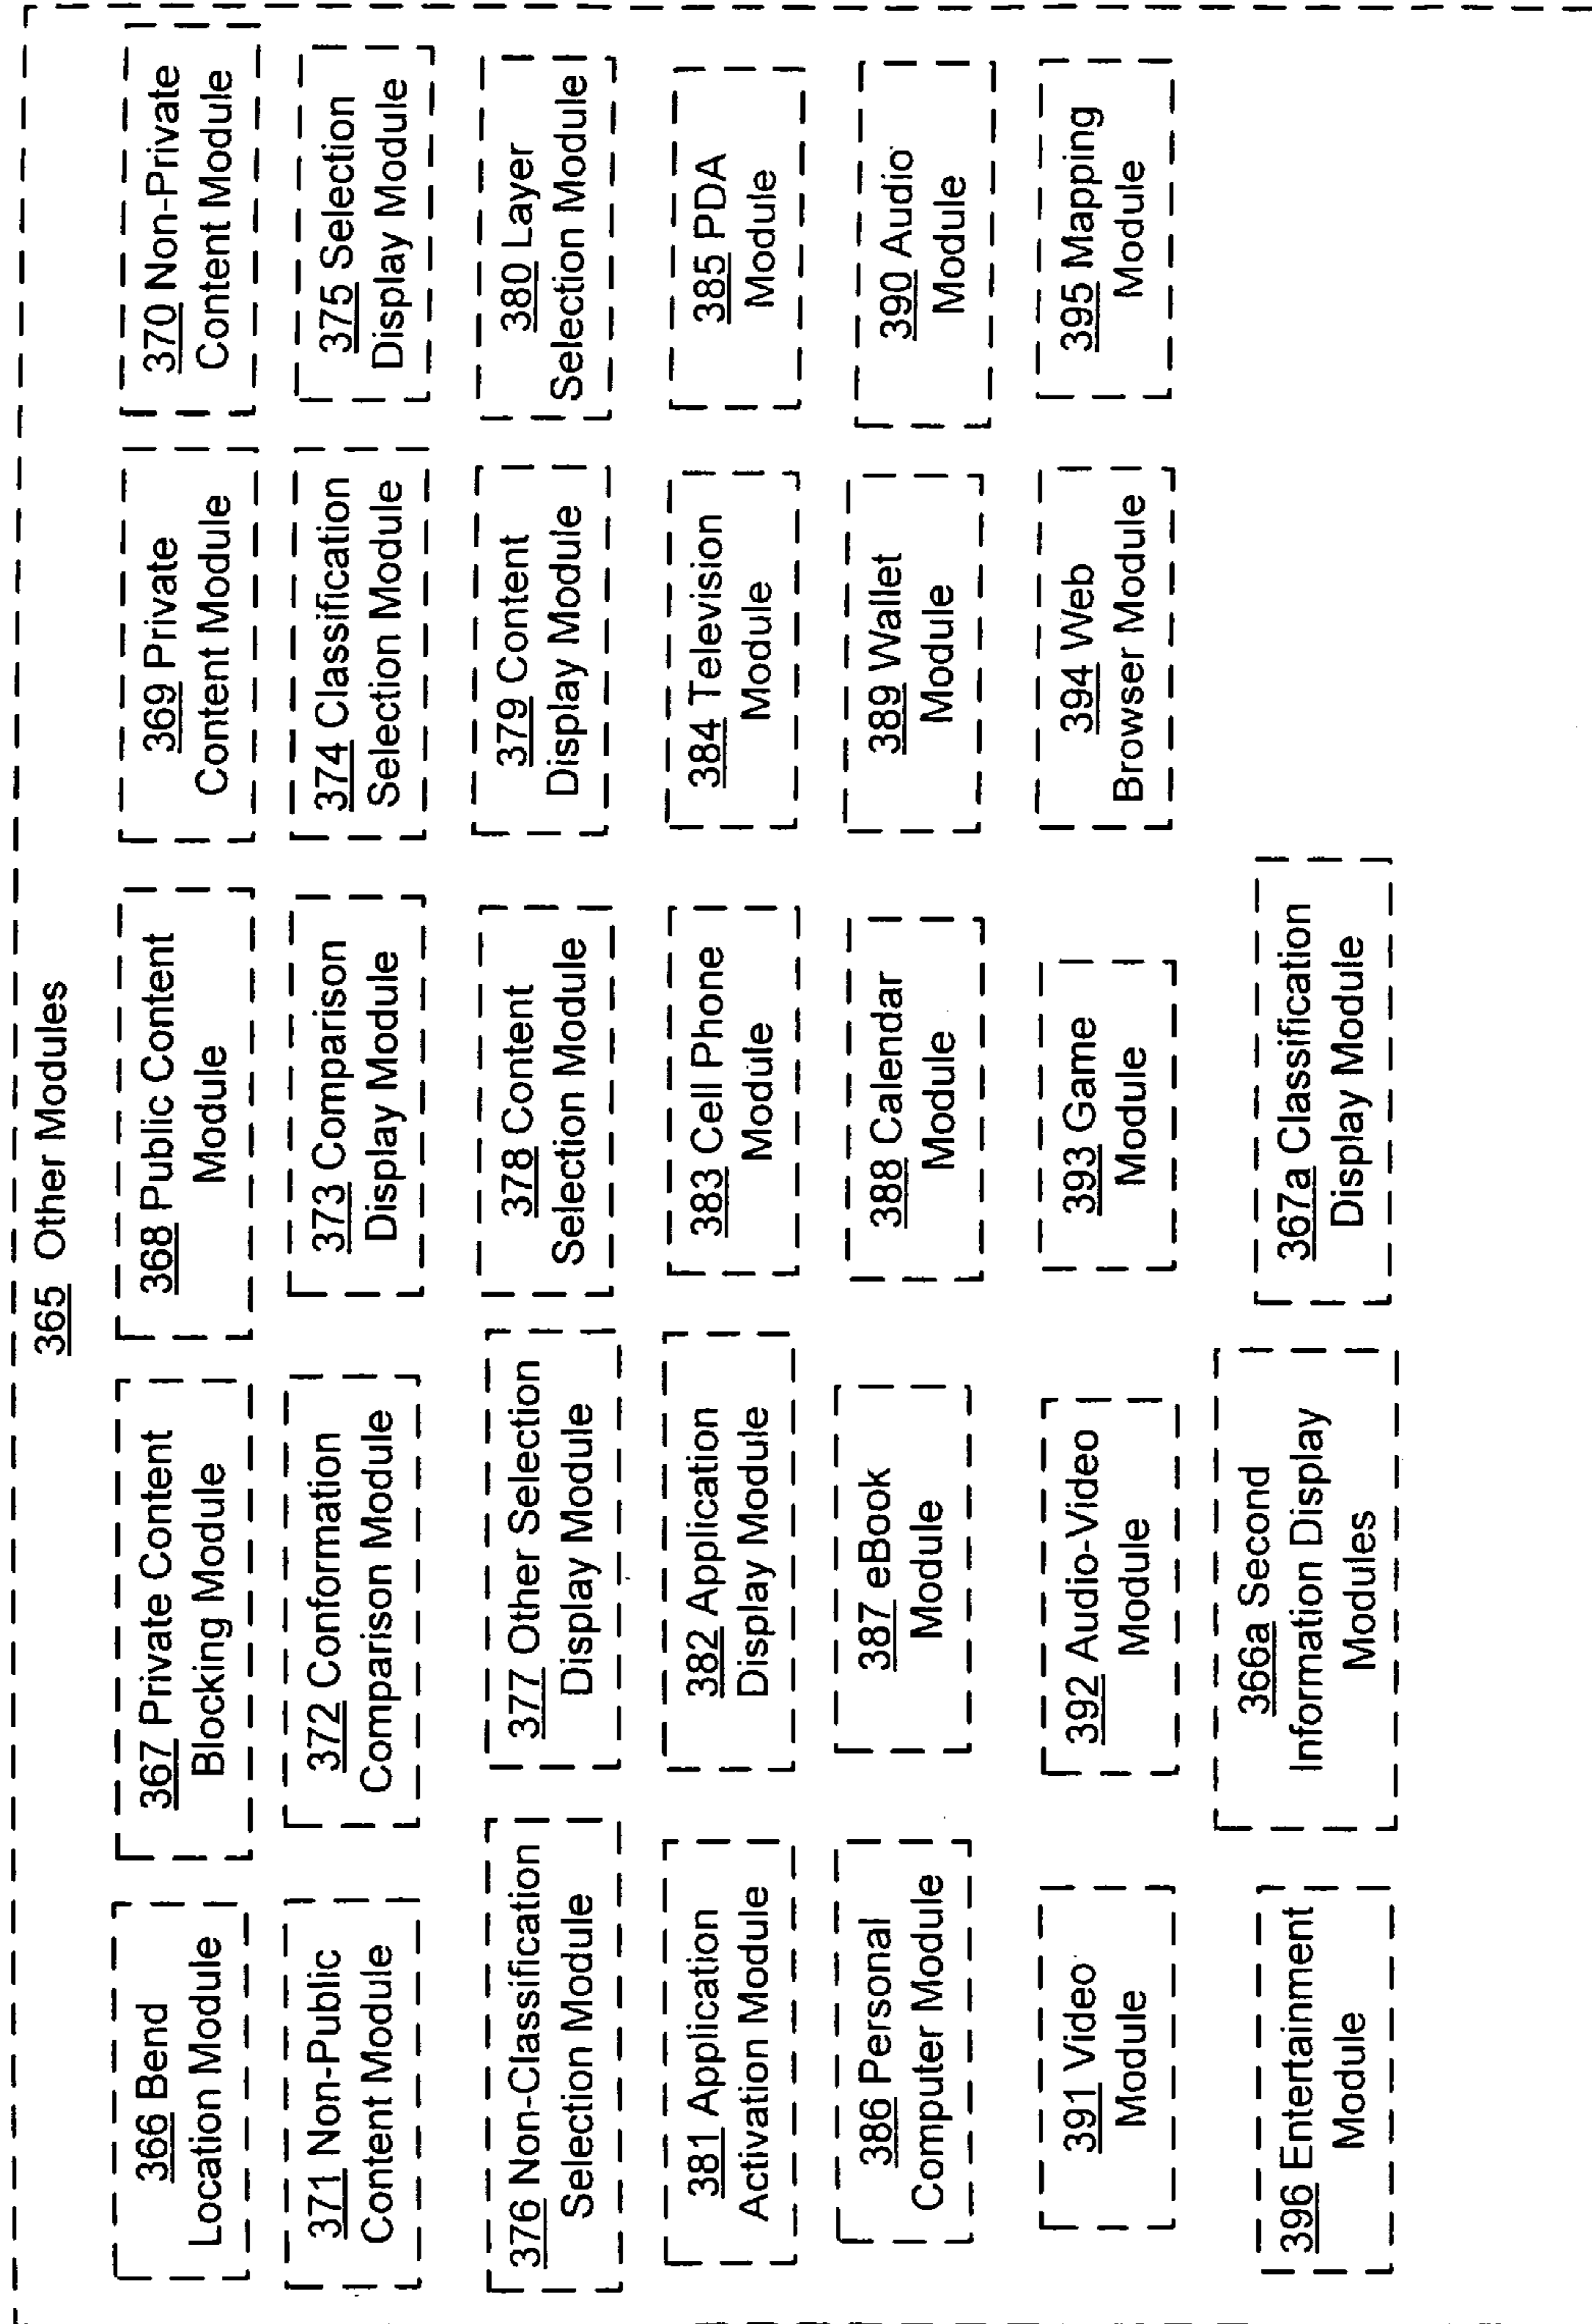 365 Other Modules
366 Bend
Location Module
367 Private Content
Blocking Module
368 Public Content
Module
369 Private
Content Module
370 Non-Private
Content Module
371 Non-Public
Content Module
372 Conformation
Comparison Module
373 Comparison
Display Module
374 Classification
Selection Module
375 Selection
Display Module
376 Non-Classification
Selection Module
377 Other Selection
Display Module
378 Content
Selection Module
379 Content
Display Module
380 Layer
Selection Module
381 Application
Activation Module
382 Application
Display Module
383 Cell Phone
Module
384 Television
Module
385 PDA
Module
386 Personal
Computer Module
387 eBook
Module
388 Calendar
Module
389 Wallet
Module
390 Audio
Module
391 Video
Module
392 Audio-Video
Module
393 Game
Module
394 Web
Browser Module
395 Mapping
Module
396 Entertainment
Module
366a Second
Information Display
Modules
367a Classification
Display Module